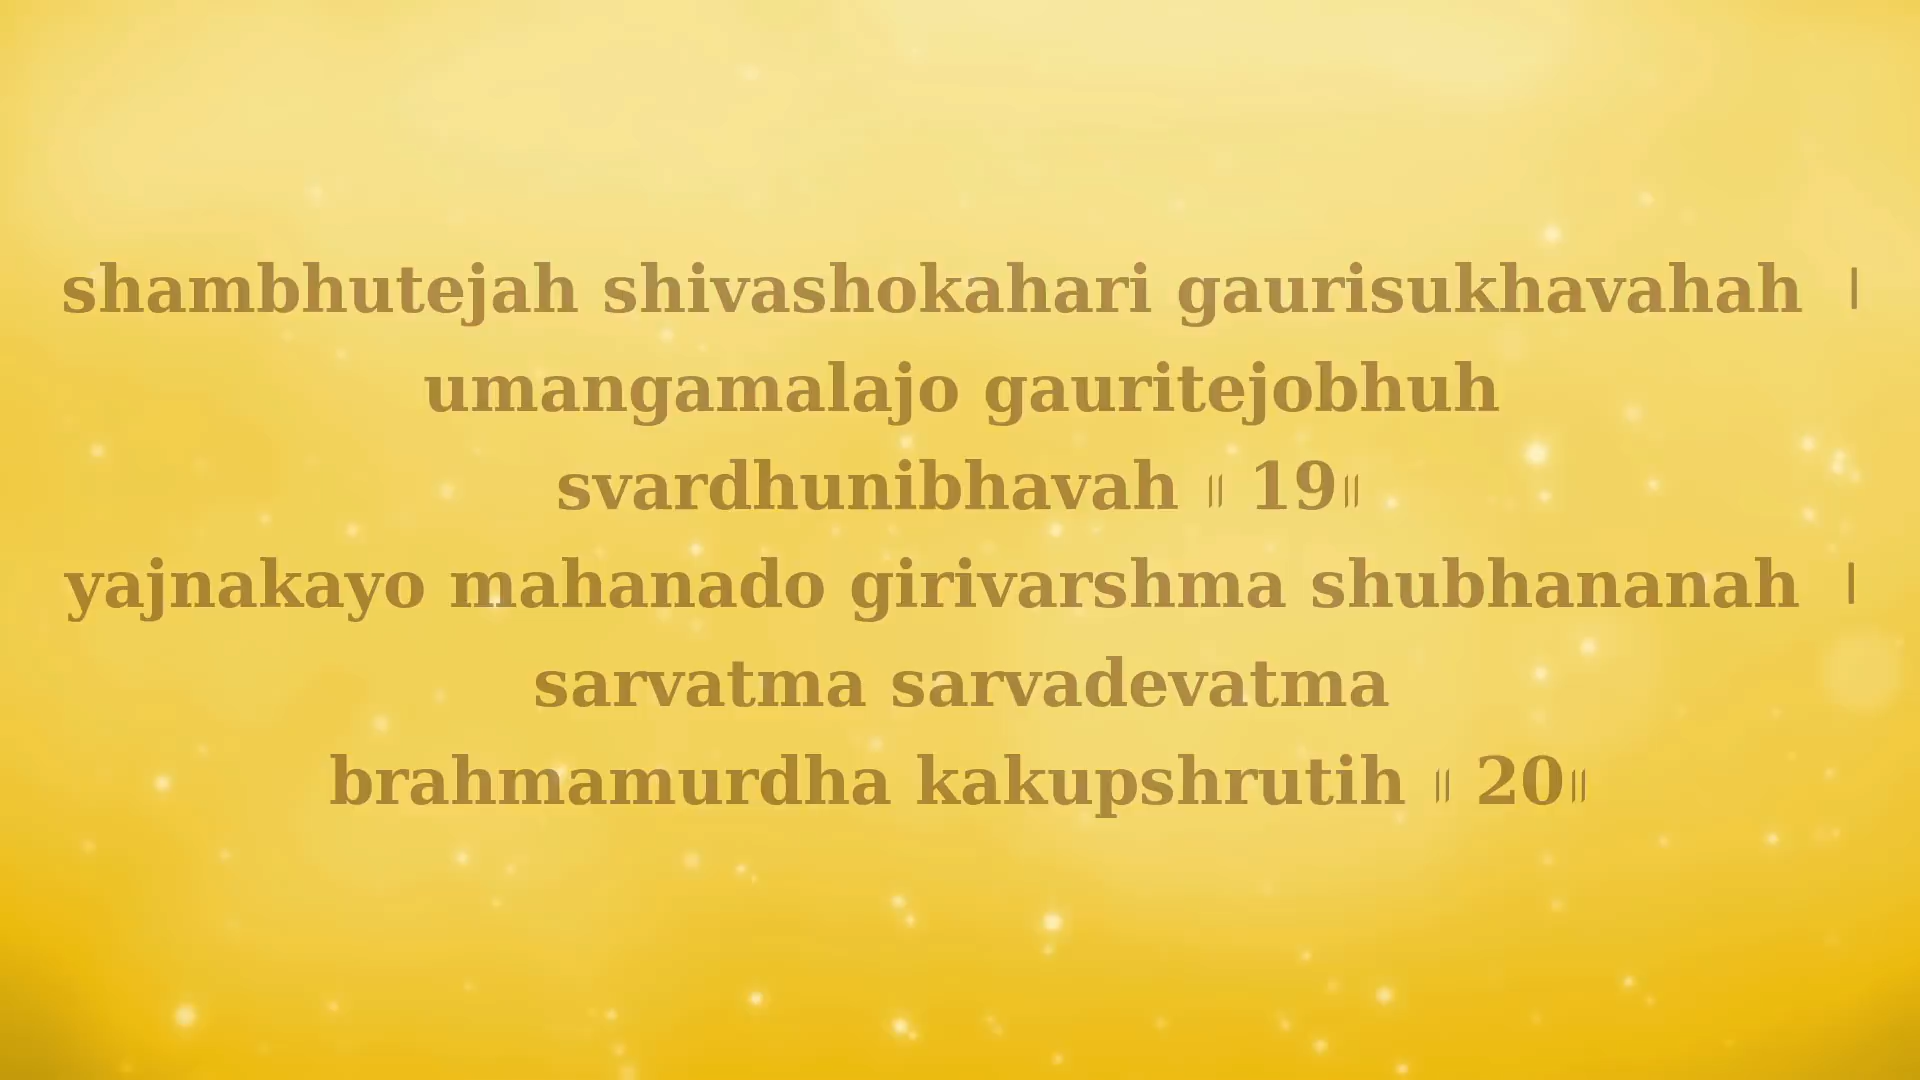 shambhutejah shivashokahari gaurisukhavahah ।
umangamalajo gauritejobhuh
svardhunibhavah ॥ 19॥
yajnakayo mahanado girivarshma shubhananah ।
sarvatma sarvadevatma
brahmamurdha kakupshrutih ॥ 20॥